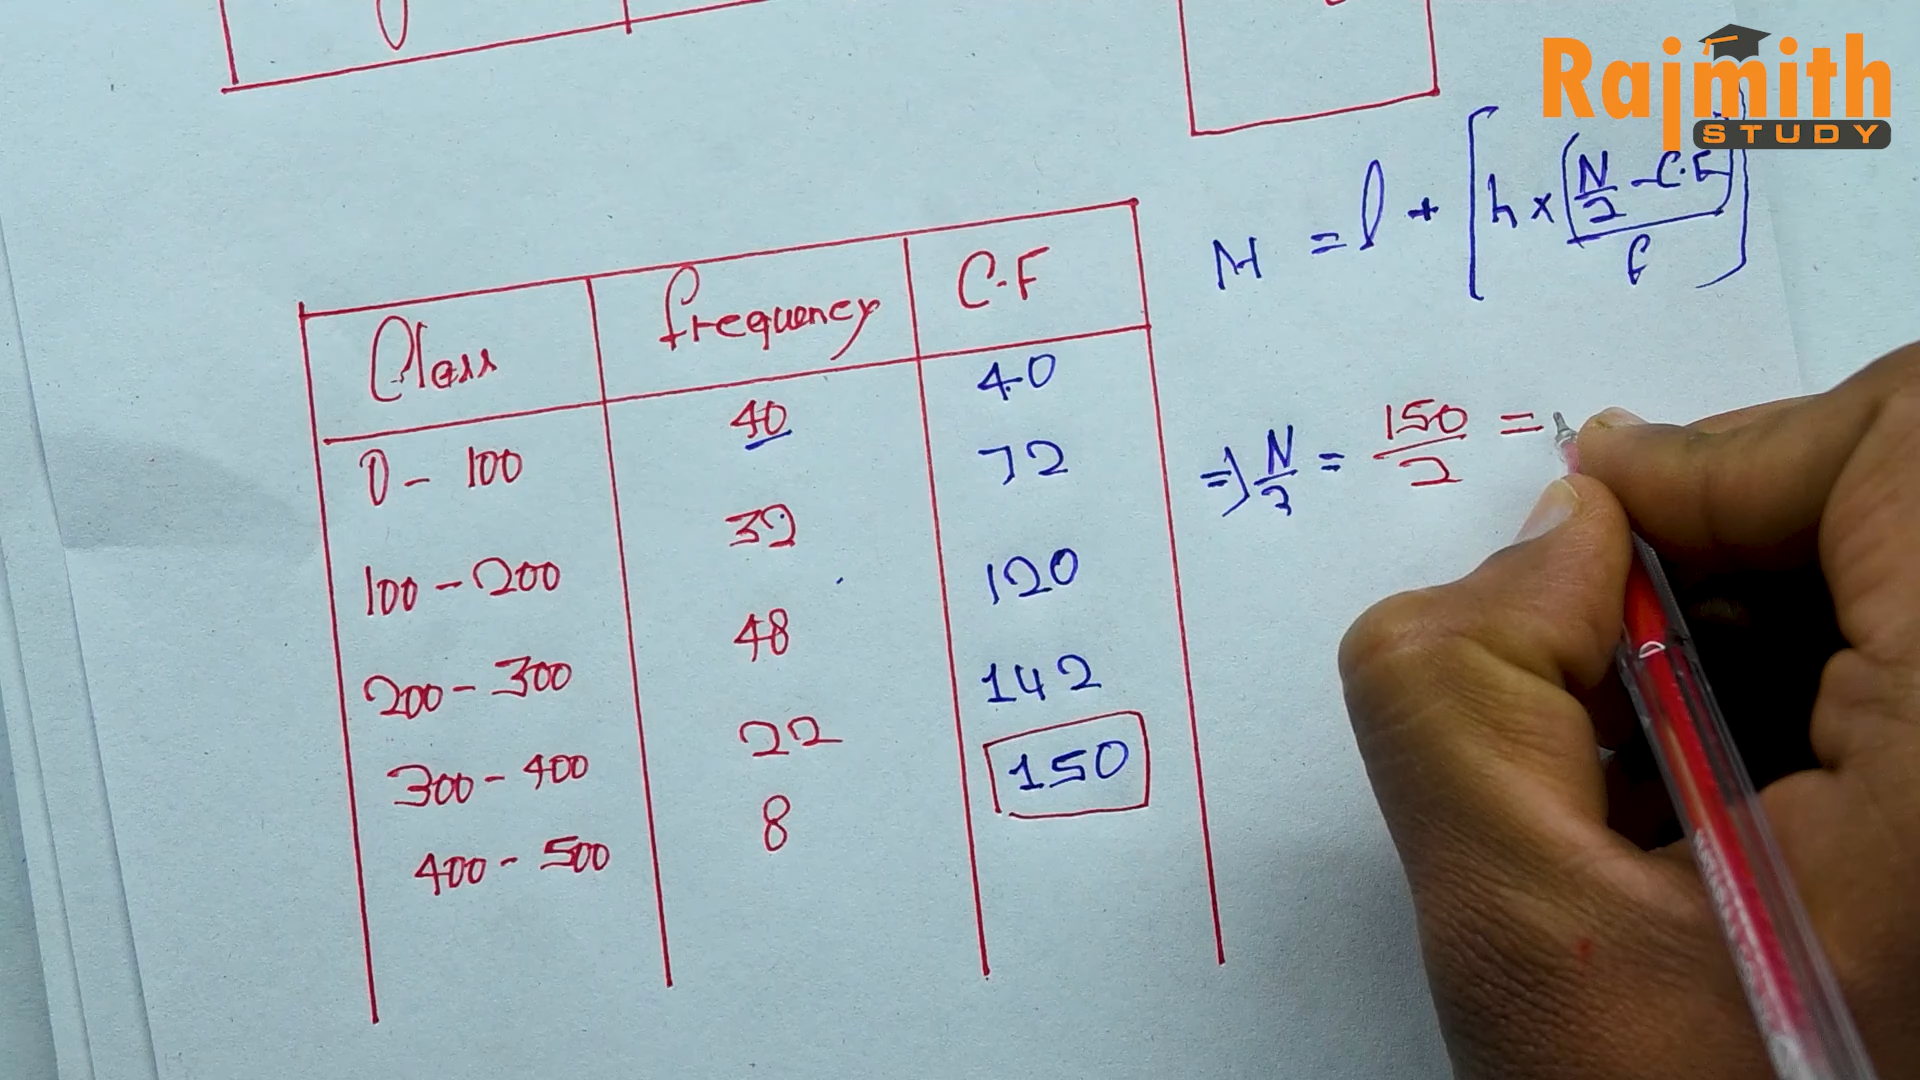 Rajmith
STUDY
M = l + [h × (N/2 - C.F)/f]
Class frequency C.F
0 - 100 40 40
100 - 200 32 72
200 - 300 48 120
300 - 400 22 142
400 - 500 8 150
⇒ N/2 = 150/2 =